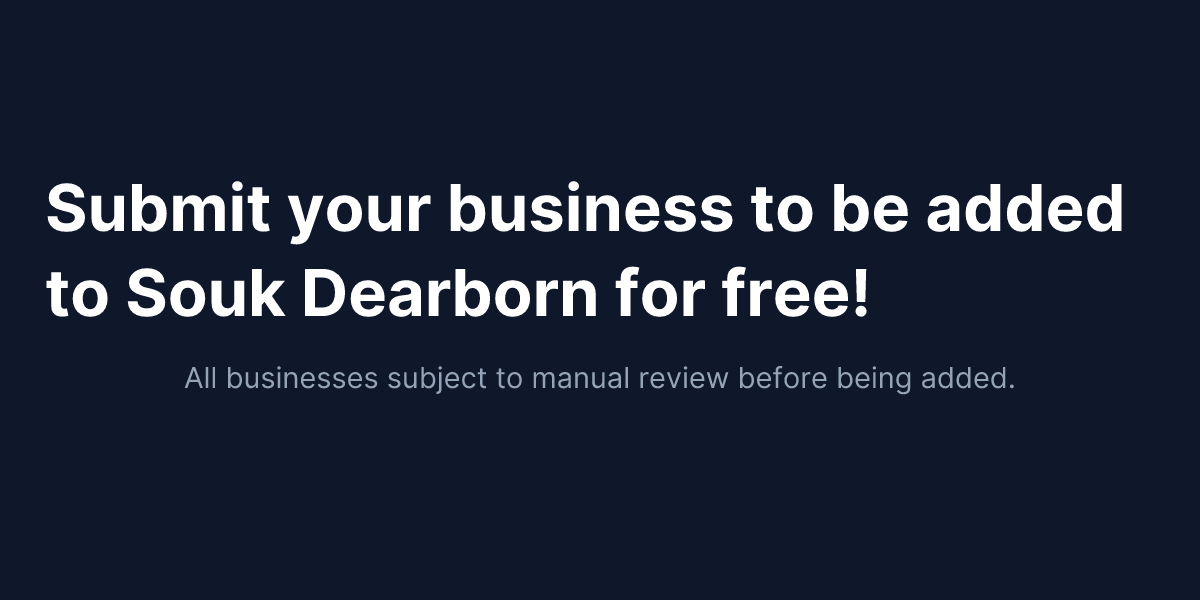 Submit your business to be added
to Souk Dearborn for free!
All businesses subject to manual review before being added.